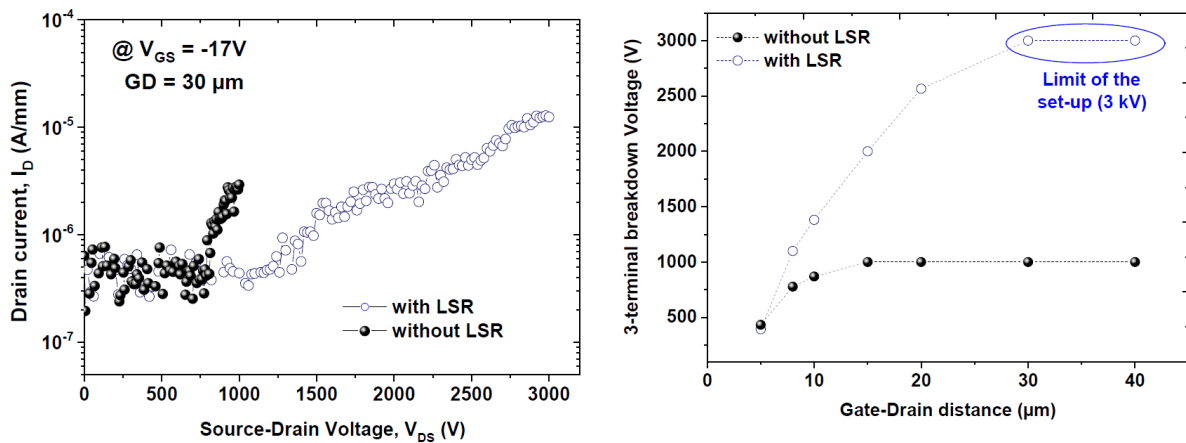 10⁻⁴
10⁻⁵
10⁻⁶
10⁻⁷
Drain current, I_D (A/mm)
@ V_GS = -17V
GD = 30 µm
with LSR
without LSR
0 500 1000 1500 2000 2500 3000
Source-Drain Voltage, V_DS (V)
3000
2500
2000
1500
1000
500
3-terminal breakdown Voltage (V)
without LSR
with LSR
Limit of the
set-up (3 kV)
0 10 20 30 40
Gate-Drain distance (µm)